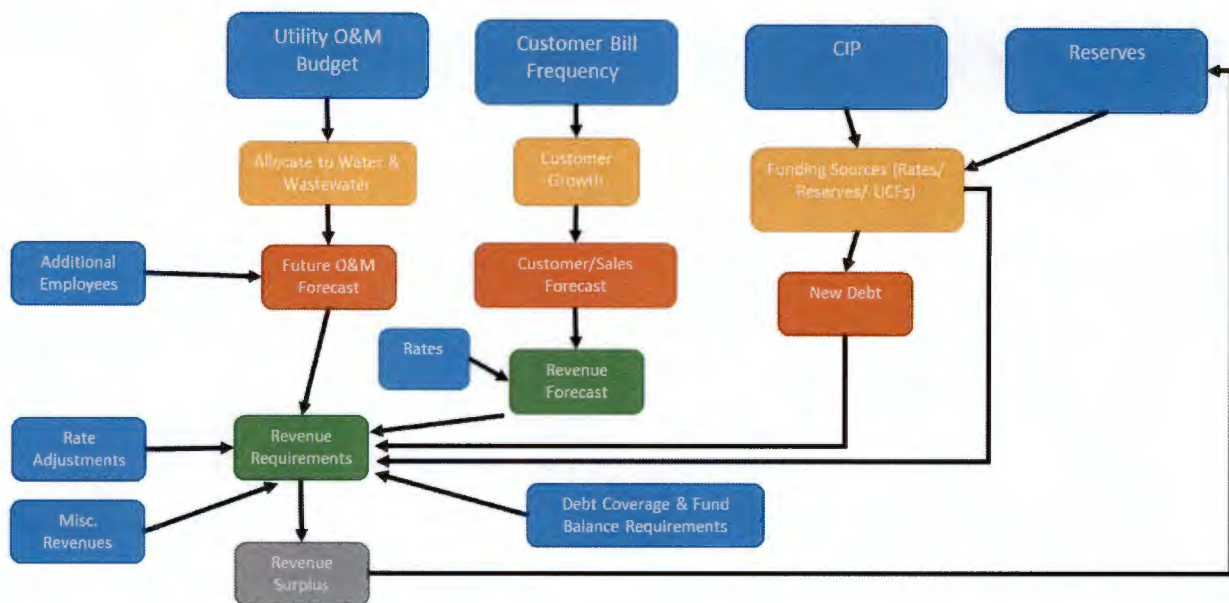 Utility O&M
Budget
Customer Bill
Frequency
CIP
Reserves
Allocate to Water &
Wastewater
Customer
Growth
Funding Sources (Rates/
Reserves/ UCFs)
Additional
Employees
Future O&M
Forecast
Customer/Sales
Forecast
New Debt
Rates
Revenue
Forecast
Rate
Adjustments
Revenue
Requirements
Misc.
Revenues
Debt Coverage & Fund
Balance Requirements
Revenue
Surplus